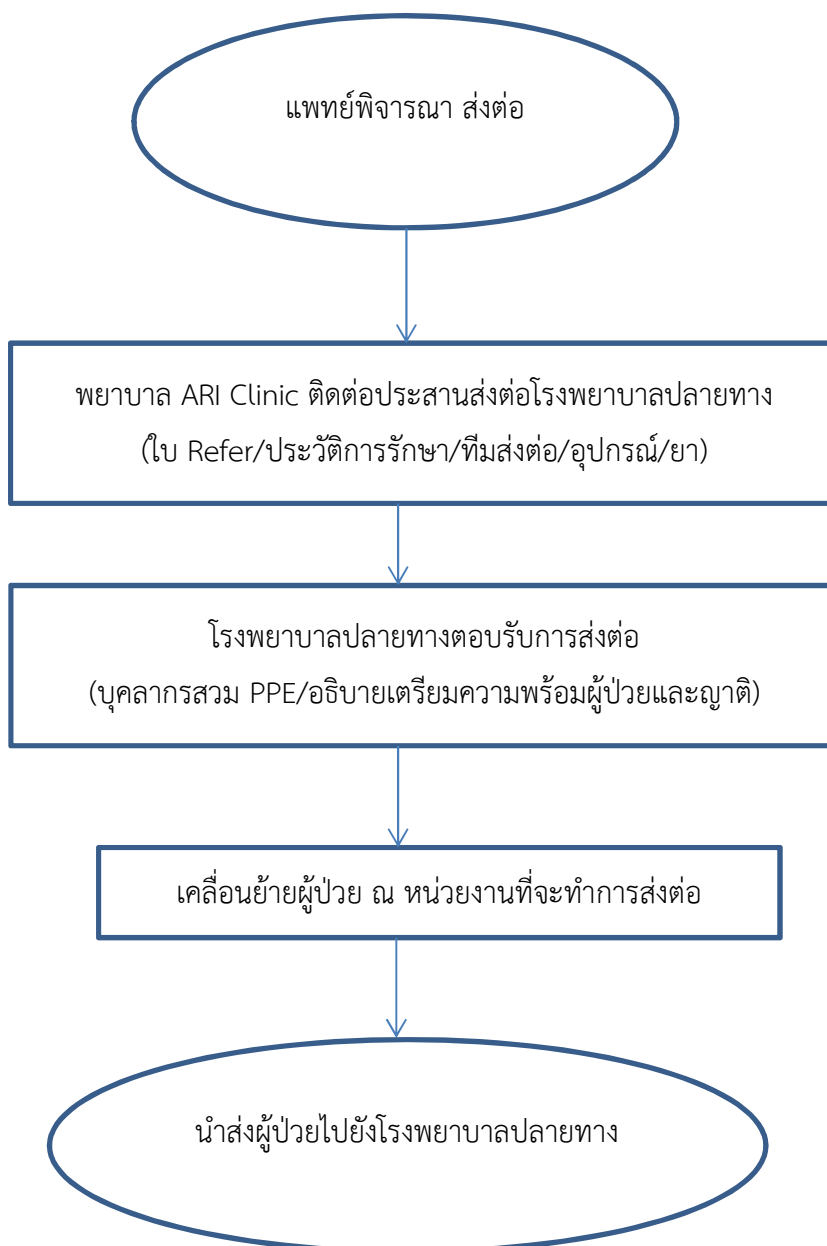 แพทย์พิจารณา ส่งต่อ
พยาบาล ARI Clinic ติดต่อประสานส่งต่อโรงพยาบาลปลายทาง
(ใบ Refer/ประวัติการรักษา/ทีมส่งต่อ/อุปกรณ์/ยา)
โรงพยาบาลปลายทางตอบรับการส่งต่อ
(บุคลากรสวม PPE/อธิบายเตรียมความพร้อมผู้ป่วยและญาติ)
เคลื่อนย้ายผู้ป่วย ณ หน่วยงานที่จะทำการส่งต่อ
นำส่งผู้ป่วยไปยังโรงพยาบาลปลายทาง